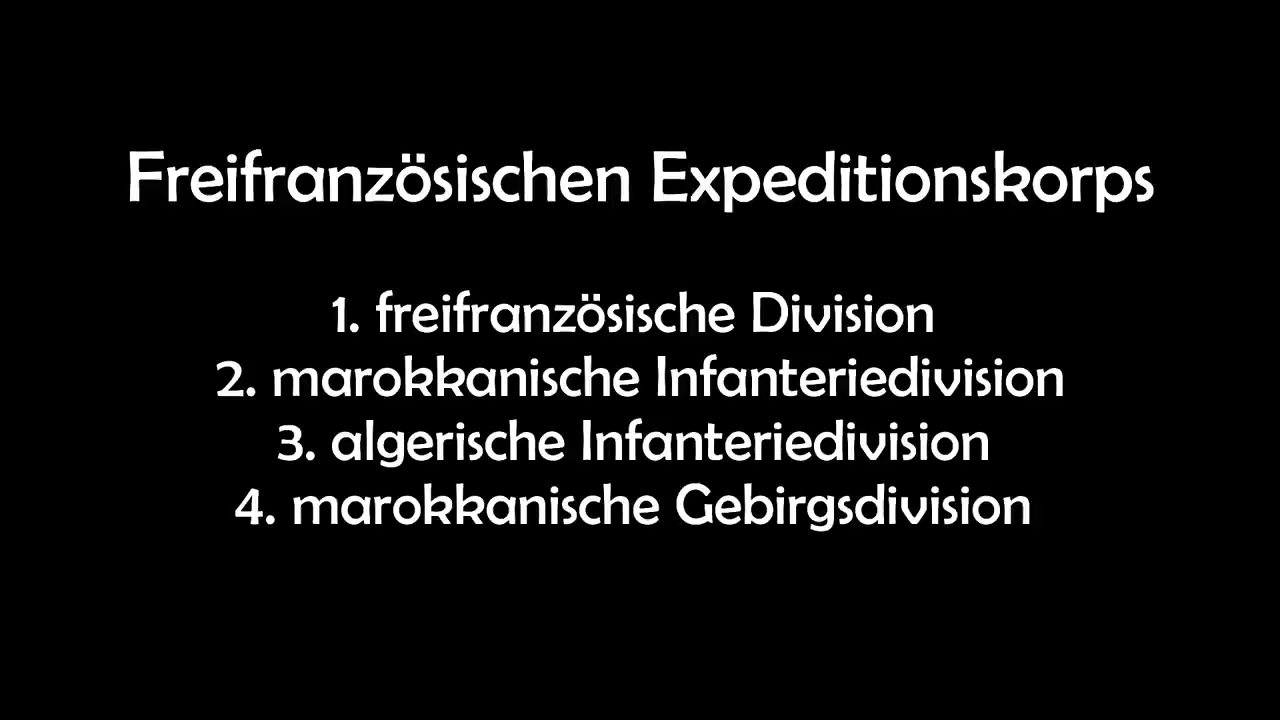 Freifranzösischen Expeditionskorps
1. freifranzösische Division
2. marokkanische Infanteriedivision
3. algerische Infanteriedivision
4. marokkanische Gebirgsdivision